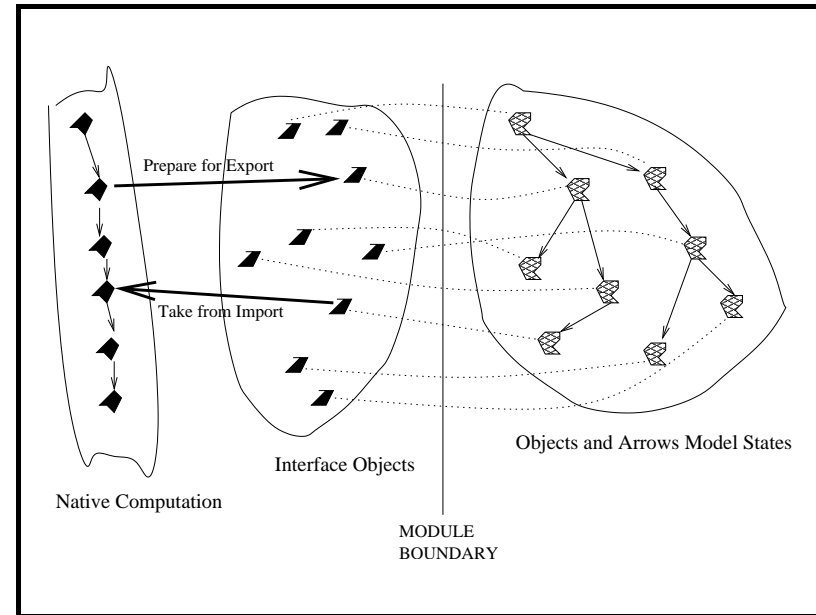 Prepare for Export
Take from Import
Native Computation
Interface Objects
Objects and Arrows Model States
MODULE
BOUNDARY